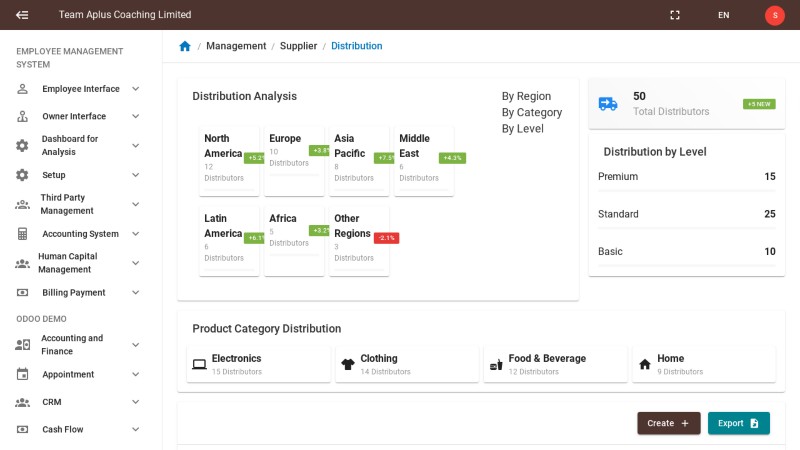 Team Aplus Coaching Limited
EN
S
EMPLOYEE MANAGEMENT
SYSTEM
Employee Interface
Owner Interface
Dashboard for
Analysis
Setup
Third Party
Management
Accounting System
Human Capital
Management
Billing Payment
ODOO DEMO
Accounting and
Finance
Appointment
CRM
Cash Flow
/ Management / Supplier / Distribution
Distribution Analysis
By Region
By Category
By Level
North
America
+5.2%
12
Distributors
Europe
+3.8%
10
Distributors
Asia
Pacific
+7.5%
8
Distributors
Middle
East
+4.3%
6
Distributors
Latin
America
+6.1%
6
Distributors
Africa
+3.2%
5
Distributors
Other
Regions
-2.1%
3
Distributors
50
Total Distributors
+5 NEW
Distribution by Level
Premium 15
Standard 25
Basic 10
Product Category Distribution
Electronics
15 Distributors
Clothing
14 Distributors
Food & Beverage
12 Distributors
Home
9 Distributors
Create +
Export